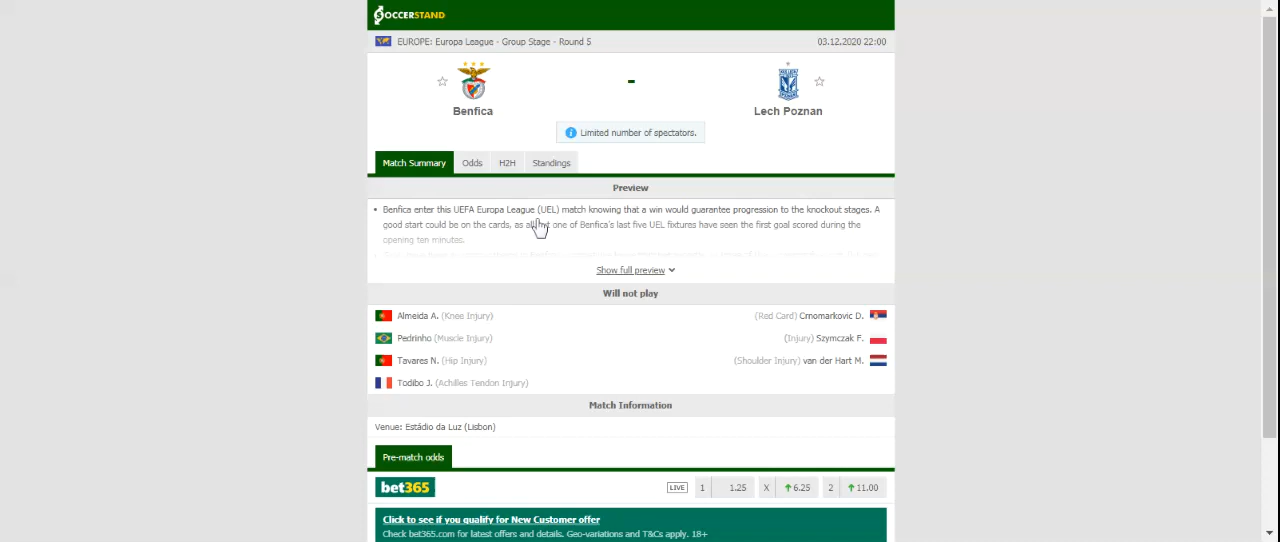 SOCCERSTAND
EUROPE: Europa League - Group Stage - Round 5 03.12.2020 22:00
-
Benfica Lech Poznan
Limited number of spectators.
Match Summary Odds H2H Standings
Preview
Benfica enter this UEFA Europa League (UEL) match knowing that a win would guarantee progression to the knockout stages. A
good start could be on the cards, as all but one of Benfica's last five UEL fixtures have seen the first goal scored during the
opening ten minutes.
Show full preview
Will not play
Almeida A. (Knee Injury) (Red Card) Crnomarkovic D.
Pedrinho (Muscle Injury) (Injury) Szymczak F.
Tavares N. (Hip Injury) (Shoulder Injury) van der Hart M.
Todibo J. (Achilles Tendon Injury)
Match Information
Venue: Estádio da Luz (Lisbon)
Pre-match odds
bet365 LIVE 1 1.25 X 6.25 2 11.00
Click to see if you qualify for New Customer offer
Check bet365.com for latest offers and details. Geo-variations and T&Cs apply. 18+